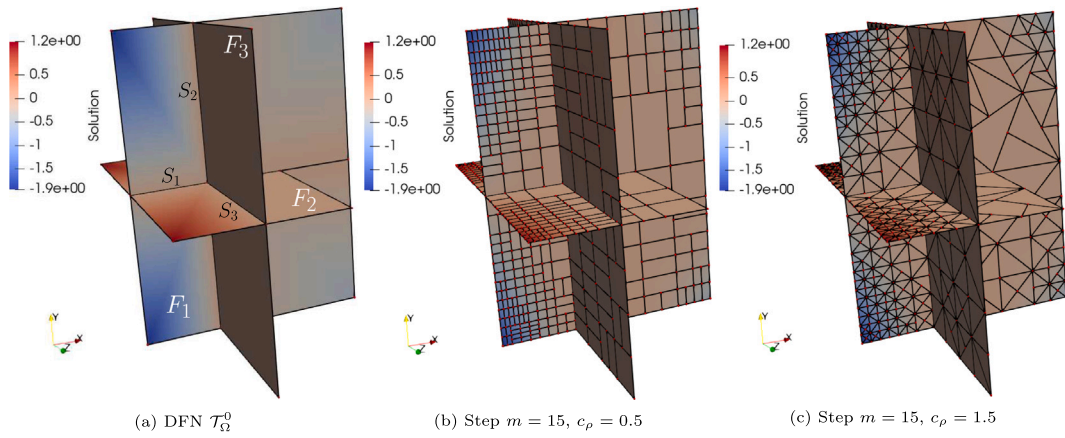 1.2e+00
0.5
0
-0.5
-1
-1.5
-1.9e+00
Solution
F₃
S₂
S₁
S₃
F₂
F₁
Y
X
Z
(a) DFN 𝒯⁰_Ω
1.2e+00
0.5
0
-0.5
-1
-1.5
-1.9e+00
Solution
Y
X
Z
(b) Step m = 15, c_ρ = 0.5
1.2e+00
0.5
0
-0.5
-1
-1.5
-1.9e+00
Solution
Y
X
Z
(c) Step m = 15, c_ρ = 1.5